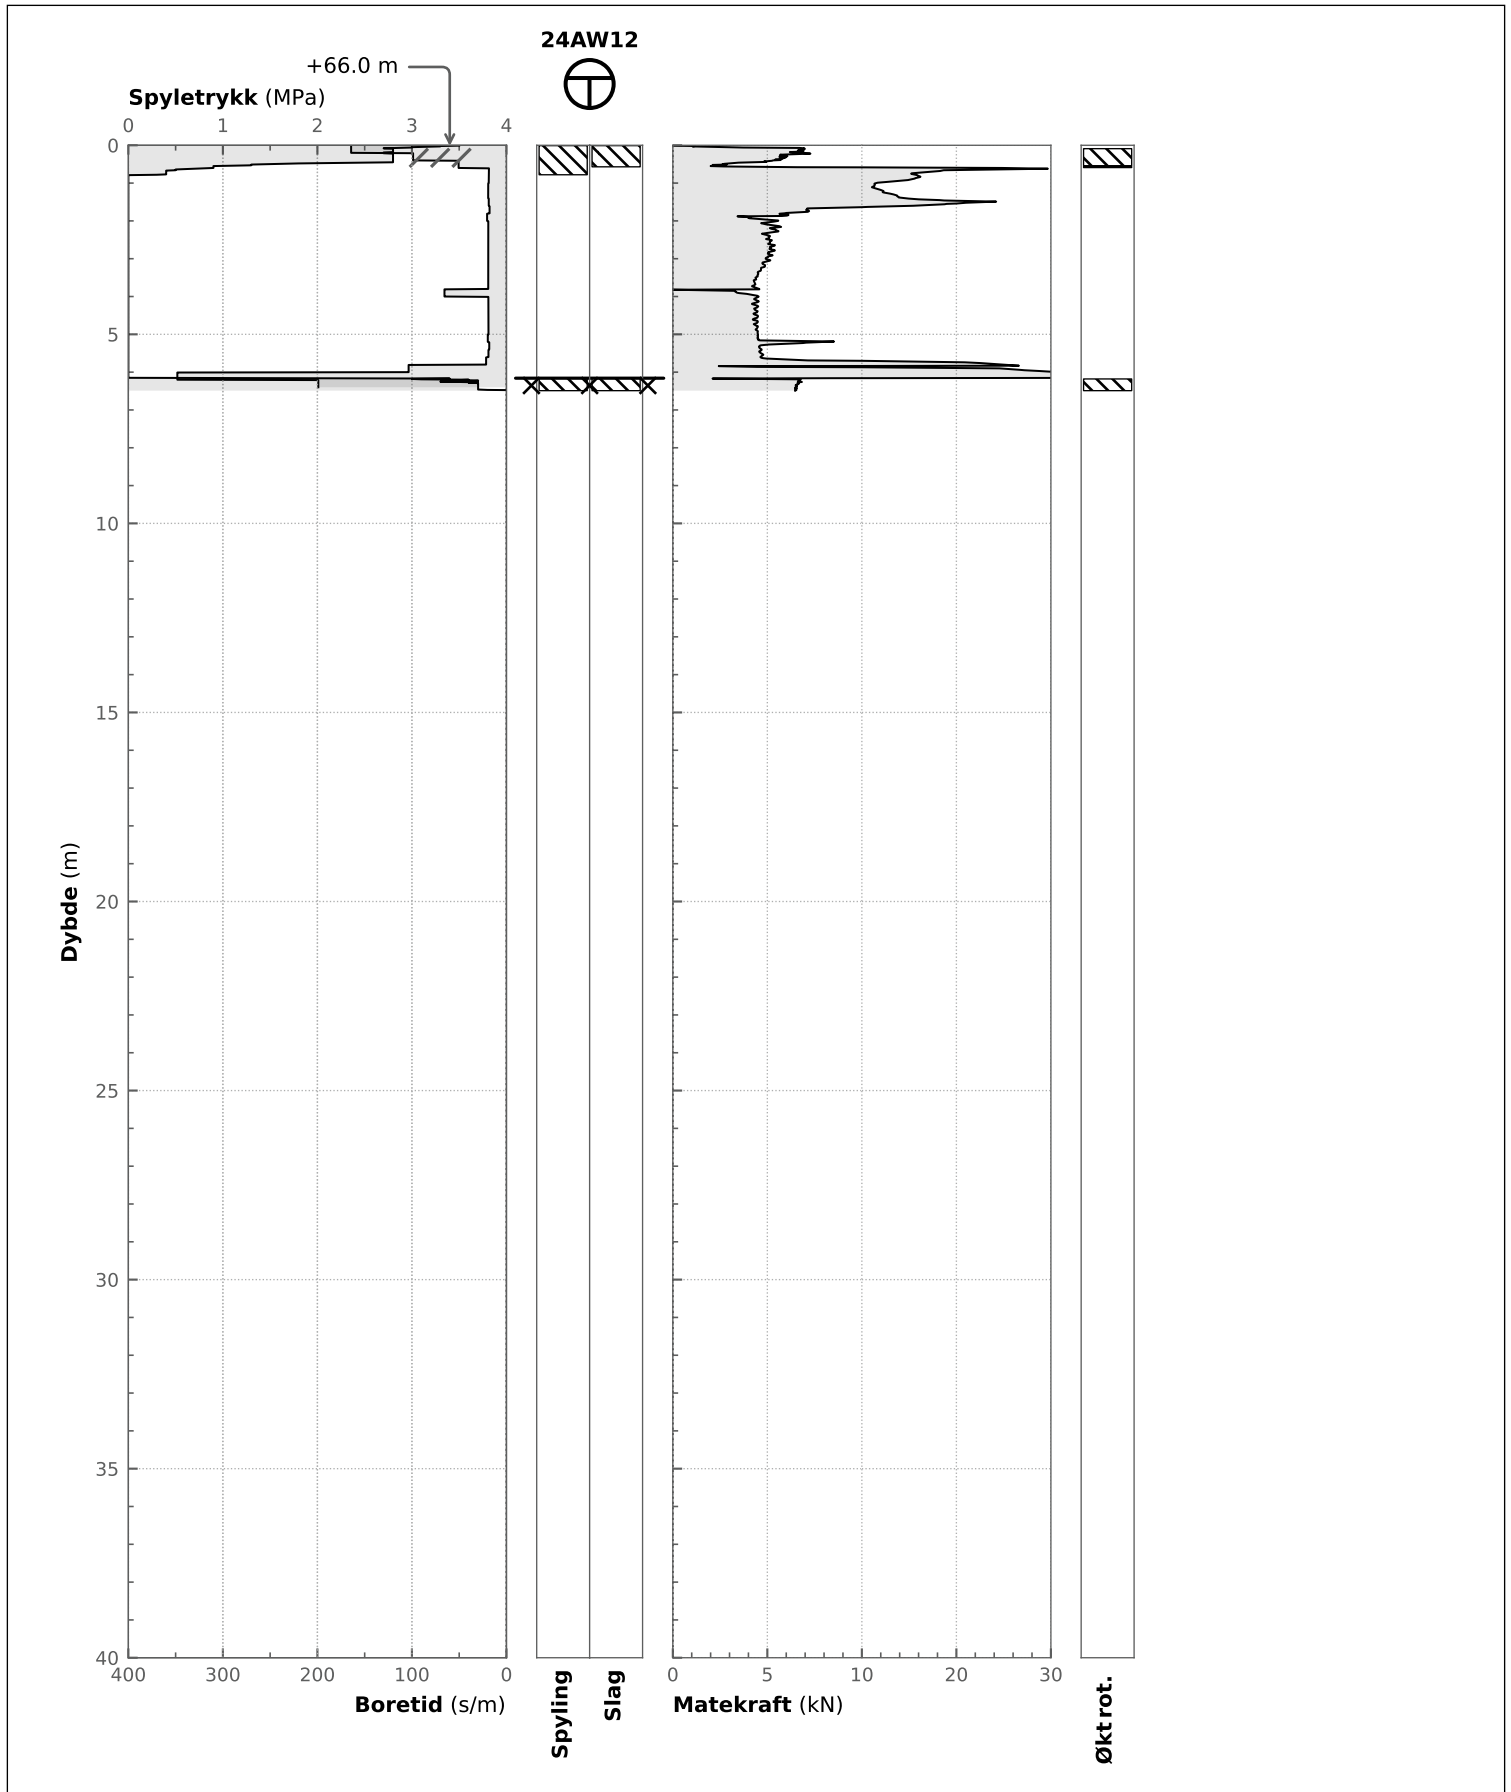 24AW12
+66.0 m
Spyletrykk (MPa)
0 1 2 3 4
0
5
10
15
20
25
30
35
40
Dybde (m)
400 300 200 100 0
Boretid (s/m)
Spyling
Slag
0 5 10 20 30
Matekraft (kN)
Økt rot.